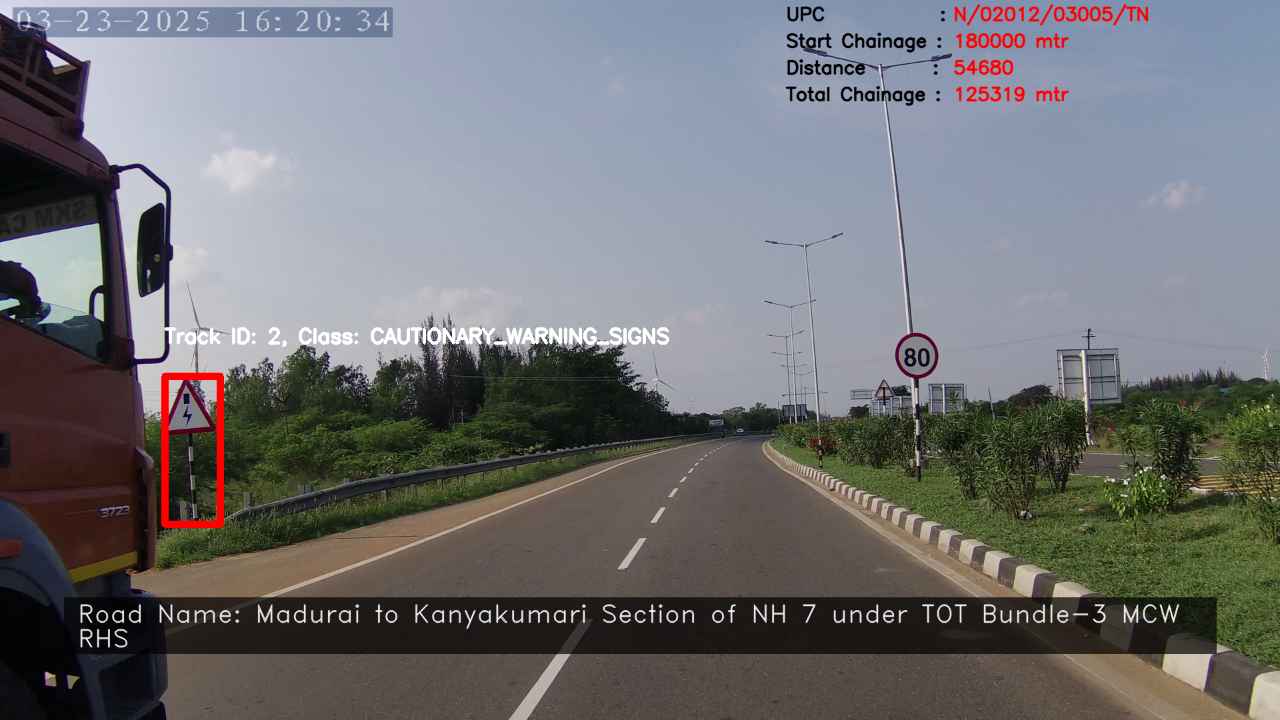 03-23-2025 16:20:34
UPC : N/02012/03005/TN
Start Chainage : 180000 mtr
Distance : 54680
Total Chainage : 125319 mtr
SKM CA
Track ID: 2, Class: CAUTIONARY_WARNING_SIGNS
80
3723
Road Name: Madurai to Kanyakumari Section of NH 7 under TOT Bundle-3 MCW
RHS